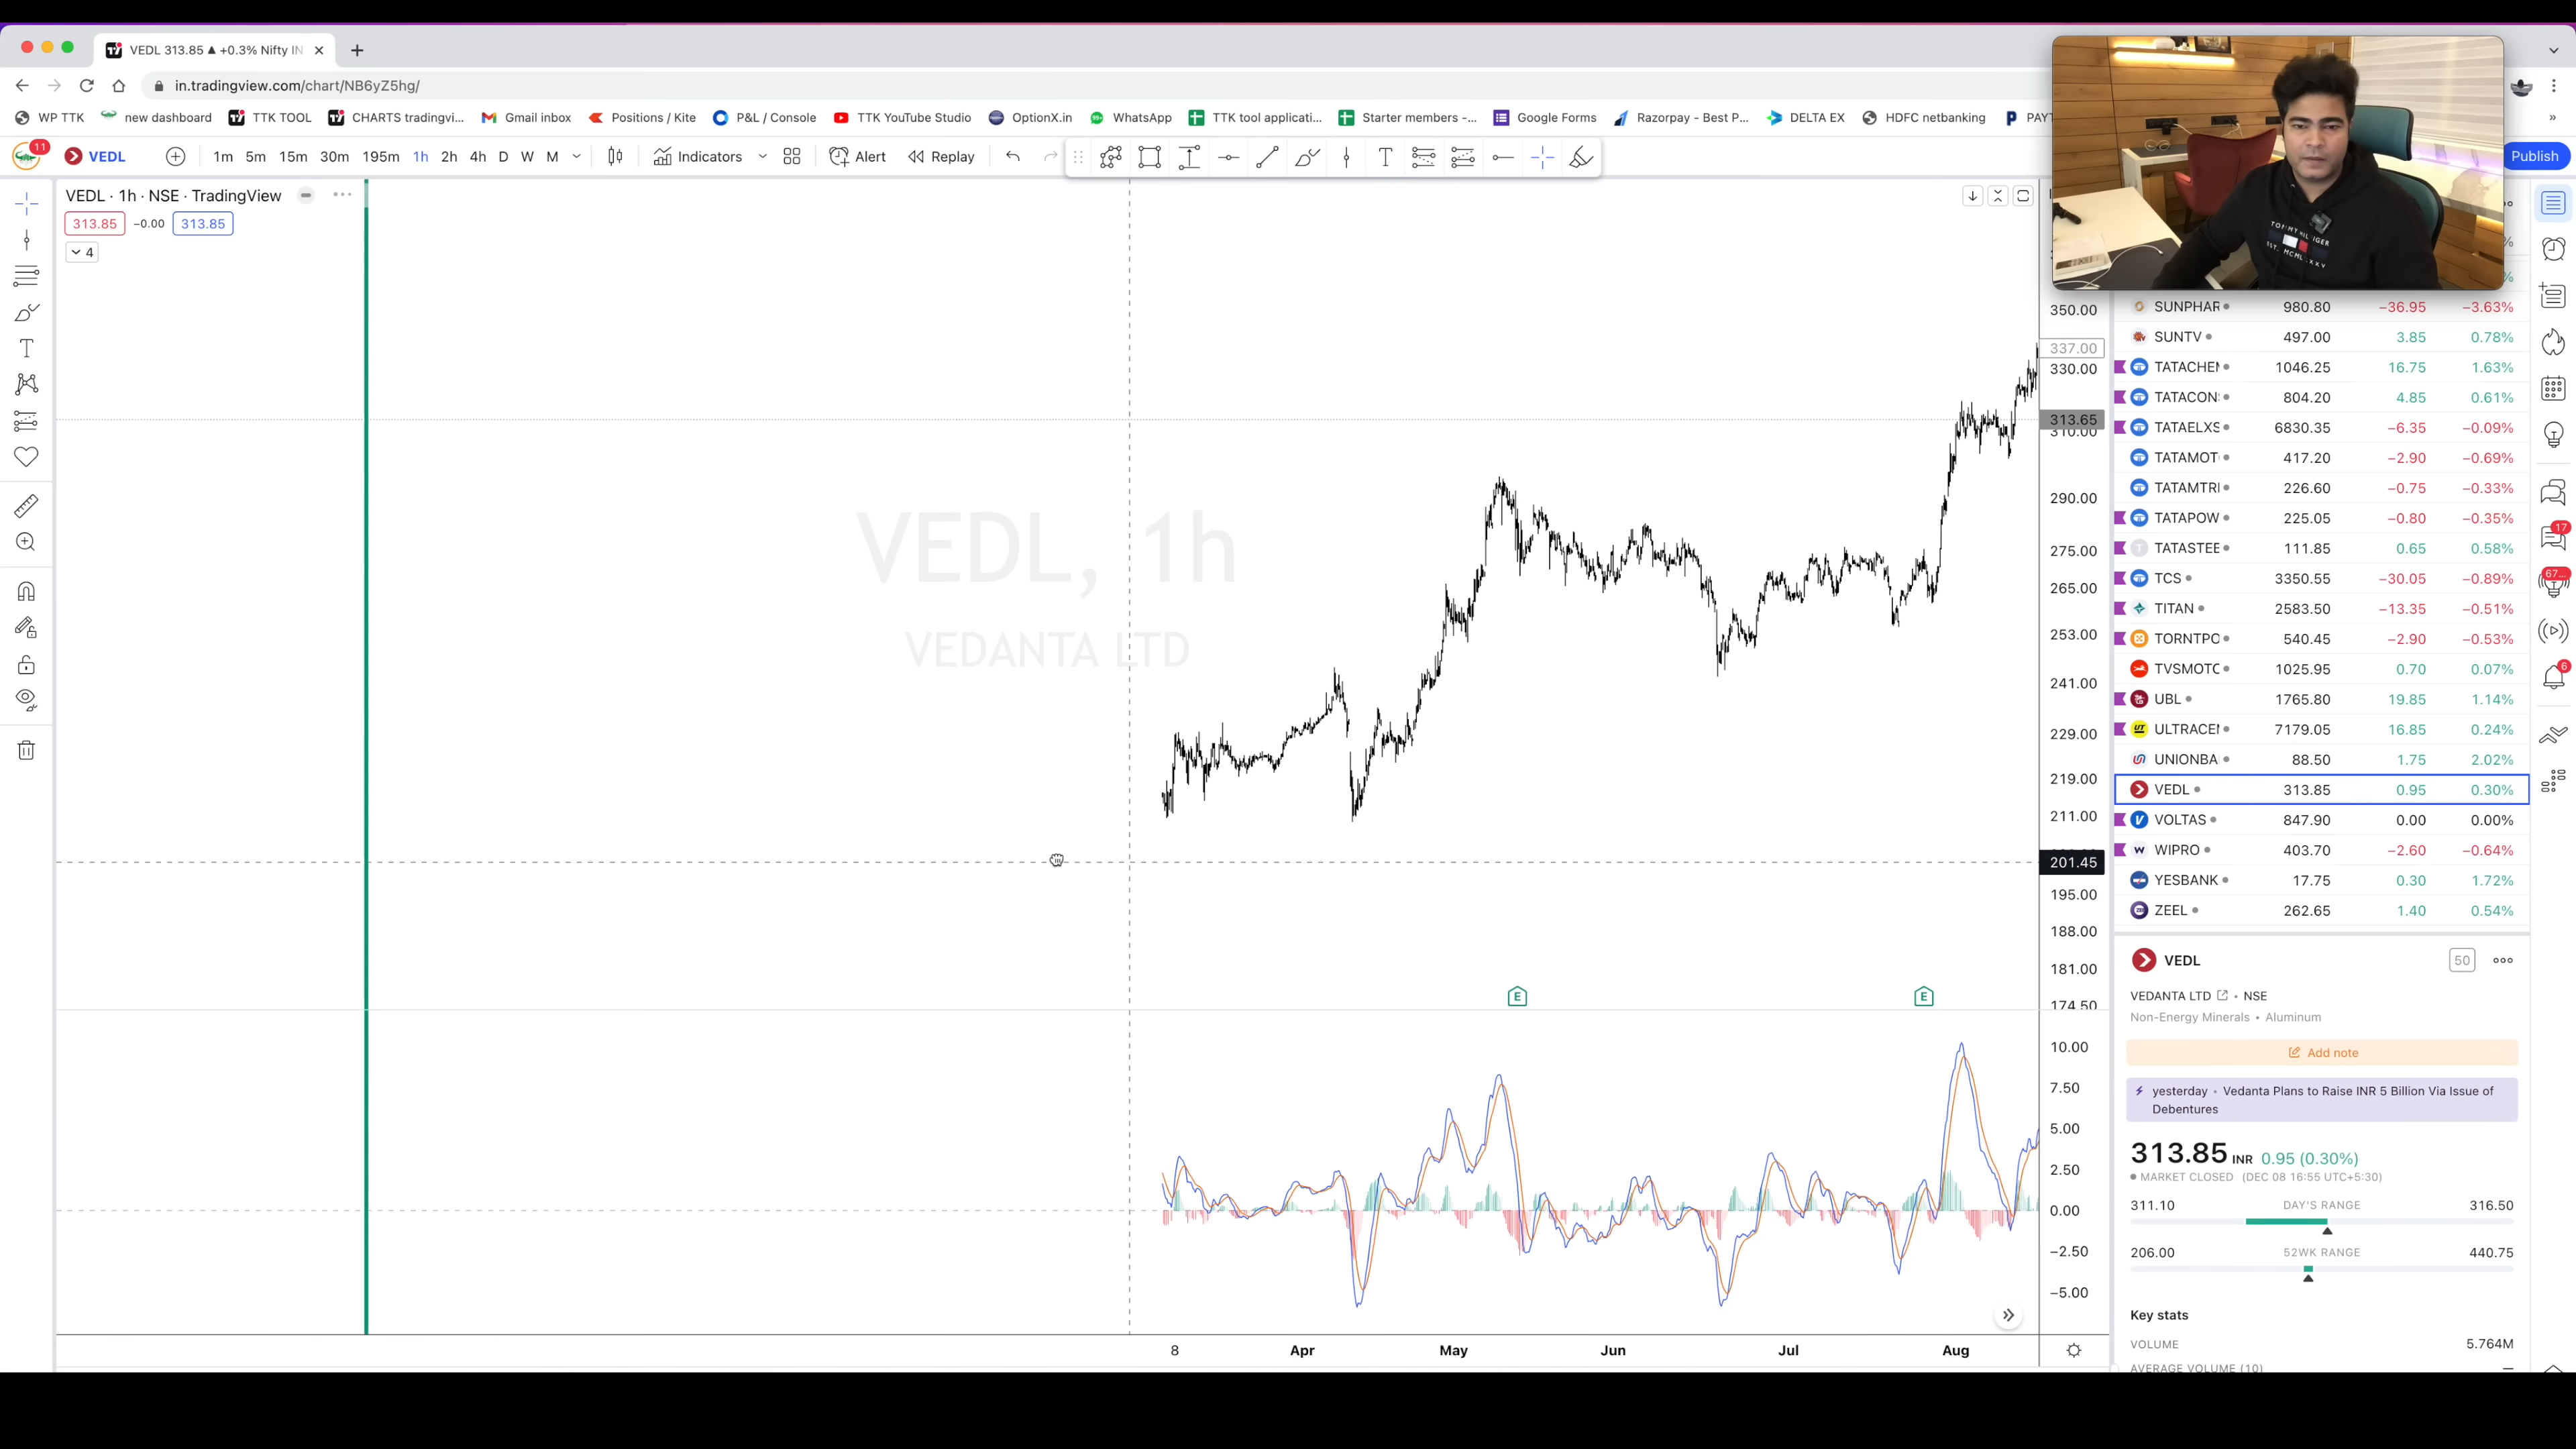 VEDL 313.85 ▲ +0.3% Nifty IN
in.tradingview.com/chart/NB6yZ5hg/
WP TTK new dashboard TTK TOOL CHARTS tradingvi... Gmail inbox Positions / Kite P&L / Console TTK YouTube Studio OptionX.in WhatsApp TTK tool applicati... Starter members -... Google Forms Razorpay - Best P... DELTA EX HDFC netbanking PAYT
11 VEDL 1m 5m 15m 30m 195m 1h 2h 4h D W M Indicators Alert Replay Publish
VEDL · 1h · NSE · TradingView
313.85 −0.00 313.85
4
VEDL, 1h
VEDANTA LTD
350.00
337.00
330.00
313.65
310.00
290.00
275.00
265.00
253.00
241.00
229.00
219.00
211.00
201.45
195.00
188.00
181.00
174.50
E E
10.00
7.50
5.00
2.50
0.00
−2.50
−5.00
8 Apr May Jun Jul Aug
TOMMY HILFIGER
SUNPHAR 980.80 −36.95 −3.63%
SUNTV 497.00 3.85 0.78%
TATACHEM 1046.25 16.75 1.63%
TATACON 804.20 4.85 0.61%
TATAELXS 6830.35 −6.35 −0.09%
TATAMOT 417.20 −2.90 −0.69%
TATAMTRI 226.60 −0.75 −0.33%
TATAPOW 225.05 −0.80 −0.35%
TATASTEE 111.85 0.65 0.58%
TCS 3350.55 −30.05 −0.89%
TITAN 2583.50 −13.35 −0.51%
TORNTPO 540.45 −2.90 −0.53%
TVSMOTO 1025.95 0.70 0.07%
UBL 1765.80 19.85 1.14%
ULTRACEM 7179.05 16.85 0.24%
UNIONBA 88.50 1.75 2.02%
VEDL 313.85 0.95 0.30%
VOLTAS 847.90 0.00 0.00%
WIPRO 403.70 −2.60 −0.64%
YESBANK 17.75 0.30 1.72%
ZEEL 262.65 1.40 0.54%
17
67...
6
VEDL 50
VEDANTA LTD • NSE
Non-Energy Minerals • Aluminum
Add note
yesterday • Vedanta Plans to Raise INR 5 Billion Via Issue of
Debentures
313.85 INR 0.95 (0.30%)
MARKET CLOSED (DEC 08 16:55 UTC+5:30)
311.10 DAY'S RANGE 316.50
206.00 52WK RANGE 440.75
Key stats
VOLUME 5.764M
AVERAGE VOLUME (10) —